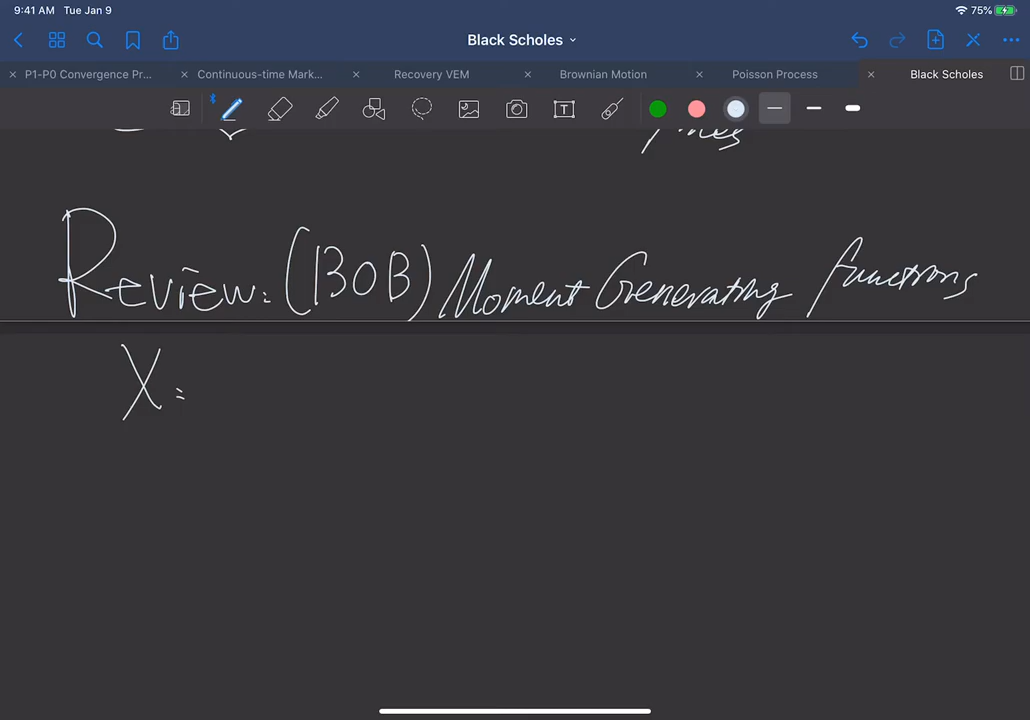 9:41 AM Tue Jan 9 75%
Black Scholes
P1-P0 Convergence Pr... Continuous-time Mark... Recovery VEM Brownian Motion Poisson Process Black Scholes
Review: (130B) Moment Generating functions
X =